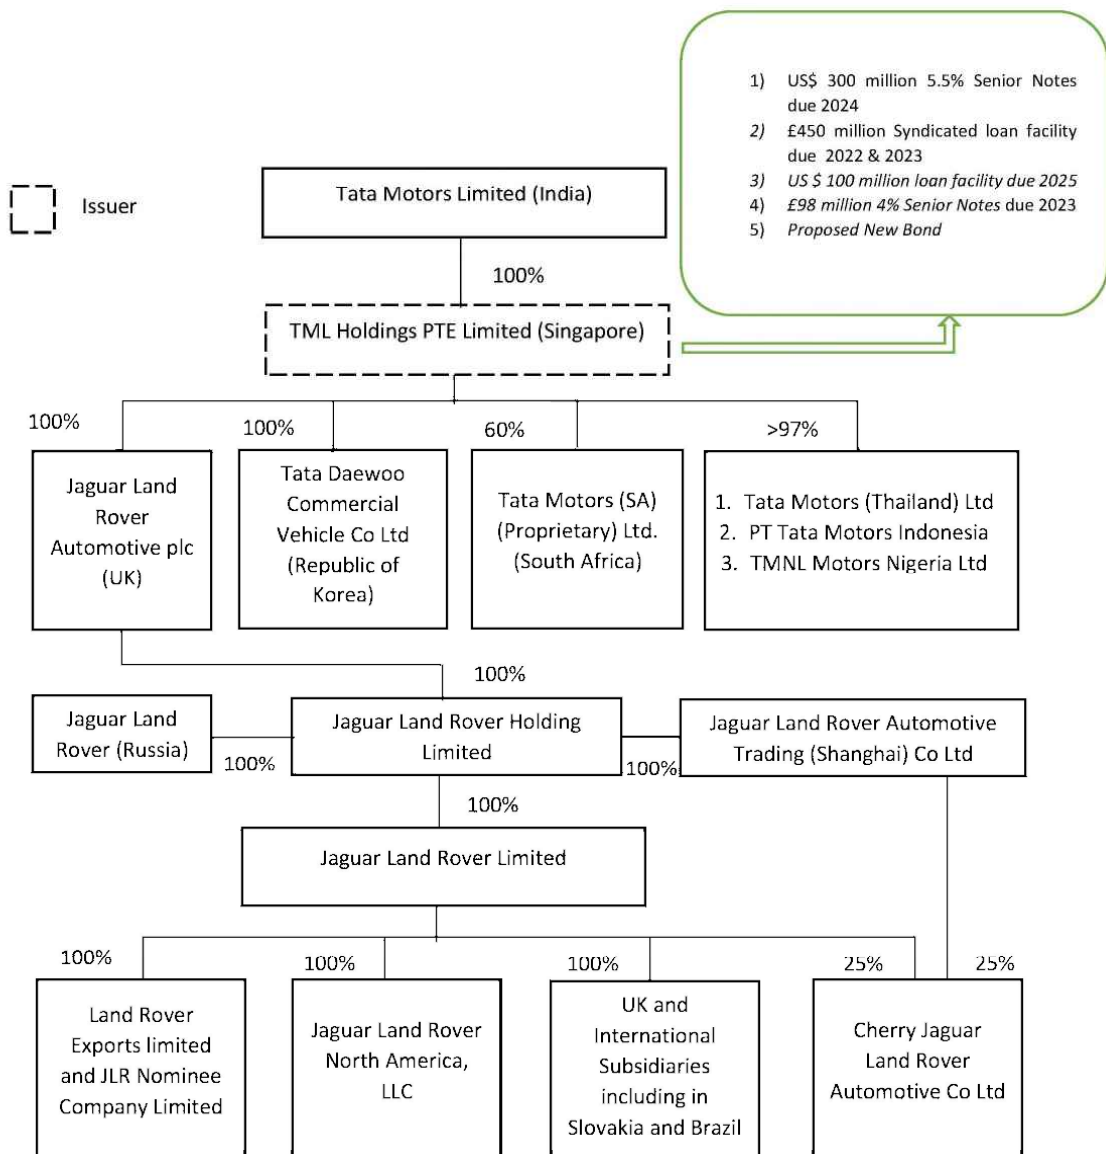 1) US$ 300 million 5.5% Senior Notes
due 2024
2) £450 million Syndicated loan facility
due 2022 & 2023
3) US $ 100 million loan facility due 2025
4) £98 million 4% Senior Notes due 2023
5) Proposed New Bond
Issuer
Tata Motors Limited (India)
100%
TML Holdings PTE Limited (Singapore)
100%
100%
60%
>97%
Jaguar Land
Rover
Automotive plc
(UK)
Tata Daewoo
Commercial
Vehicle Co Ltd
(Republic of
Korea)
Tata Motors (SA)
(Proprietary) Ltd.
(South Africa)
1. Tata Motors (Thailand) Ltd
2. PT Tata Motors Indonesia
3. TMNL Motors Nigeria Ltd
100%
Jaguar Land
Rover (Russia)
100%
Jaguar Land Rover Holding
Limited
100%
Jaguar Land Rover Automotive
Trading (Shanghai) Co Ltd
100%
Jaguar Land Rover Limited
100%
100%
100%
25%
25%
Land Rover
Exports limited
and JLR Nominee
Company Limited
Jaguar Land Rover
North America,
LLC
UK and
International
Subsidiaries
including in
Slovakia and Brazil
Cherry Jaguar
Land Rover
Automotive Co Ltd